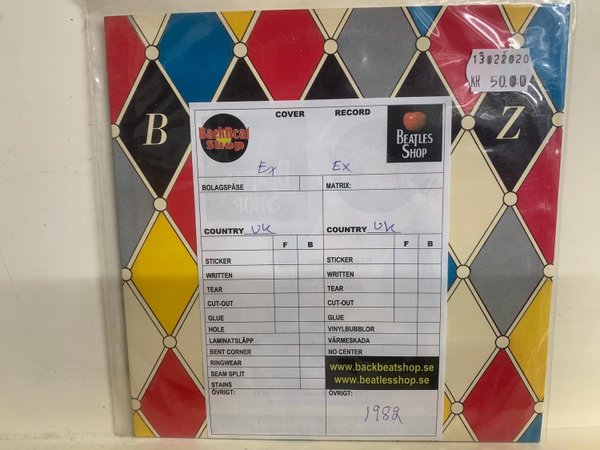 13022020
KR 50.00
B
Z
COVER RECORD
BackBeat
Shop
BEATLES
SHOP
Ex Ex
BOLAGSPÅSE MATRIX:
COUNTRY UK COUNTRY UK
F B F B
STICKER STICKER
WRITTEN WRITTEN
TEAR TEAR
CUT-OUT CUT-OUT
GLUE GLUE
HOLE VINYLBUBBLOR
LAMINATSLÄPP VÄRMESKADA
BENT CORNER NO CENTER
RINGWEAR
SEAM SPLIT
STAINS
www.backbeatshop.se
www.beatlesshop.se
ÖVRIGT: ÖVRIGT:
1982